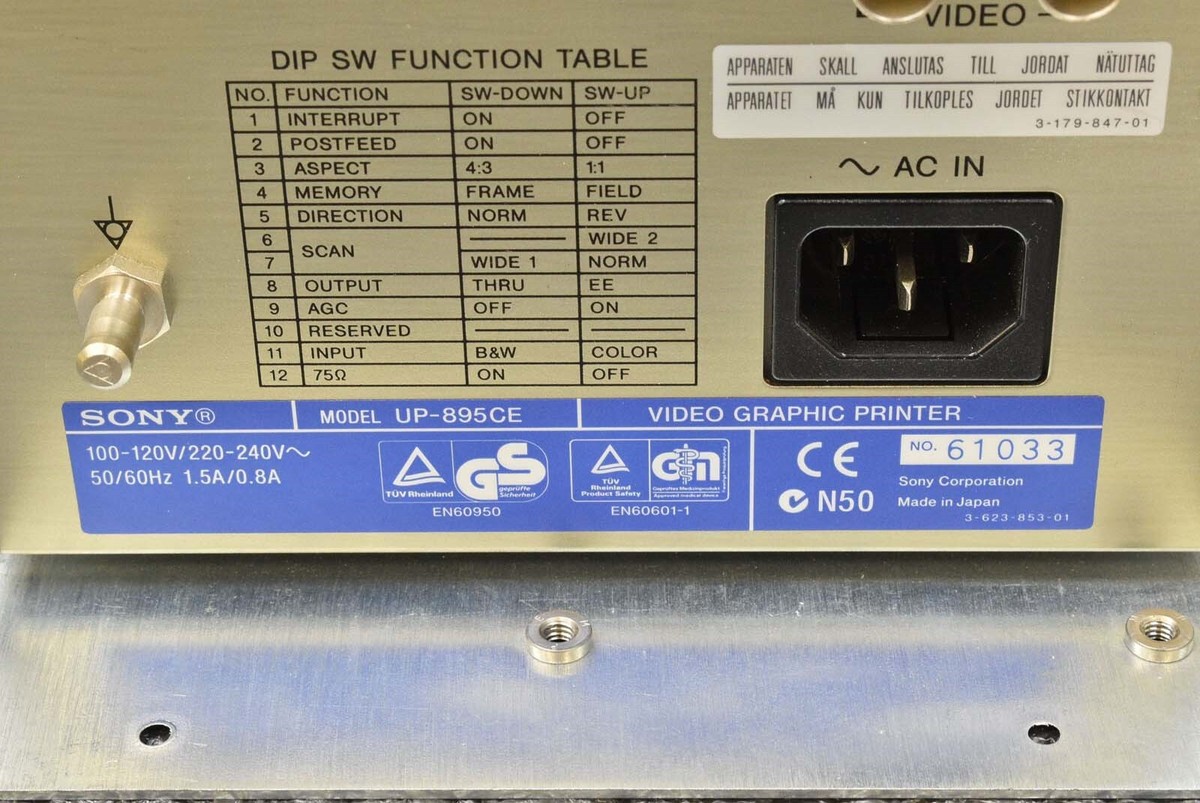 VIDEO
DIP SW FUNCTION TABLE
NO. FUNCTION SW-DOWN SW-UP
1 INTERRUPT ON OFF
2 POSTFEED ON OFF
3 ASPECT 4:3 1:1
4 MEMORY FRAME FIELD
5 DIRECTION NORM REV
6 SCAN WIDE 2
7 WIDE 1 NORM
8 OUTPUT THRU EE
9 AGC OFF ON
10 RESERVED
11 INPUT B&W COLOR
12 75Ω ON OFF
APPARATEN SKALL ANSLUTAS TILL JORDAT NÄTUTTAG
APPARATET MÅ KUN TILKOPLES JORDET STIKKONTAKT
3-179-847-01
~ AC IN
SONY® MODEL UP-895CE VIDEO GRAPHIC PRINTER
100-120V/220-240V~
50/60Hz 1.5A/0.8A
TÜV Rheinland
GS
geprüfte
Sicherheit
EN60950
TÜV
Rheinland
Product Safety
Geprüftes Medizinprodukt
Approved medical device
EN60601-1
CE
N50
NO. 61033
Sony Corporation
Made in Japan
3-623-853-01